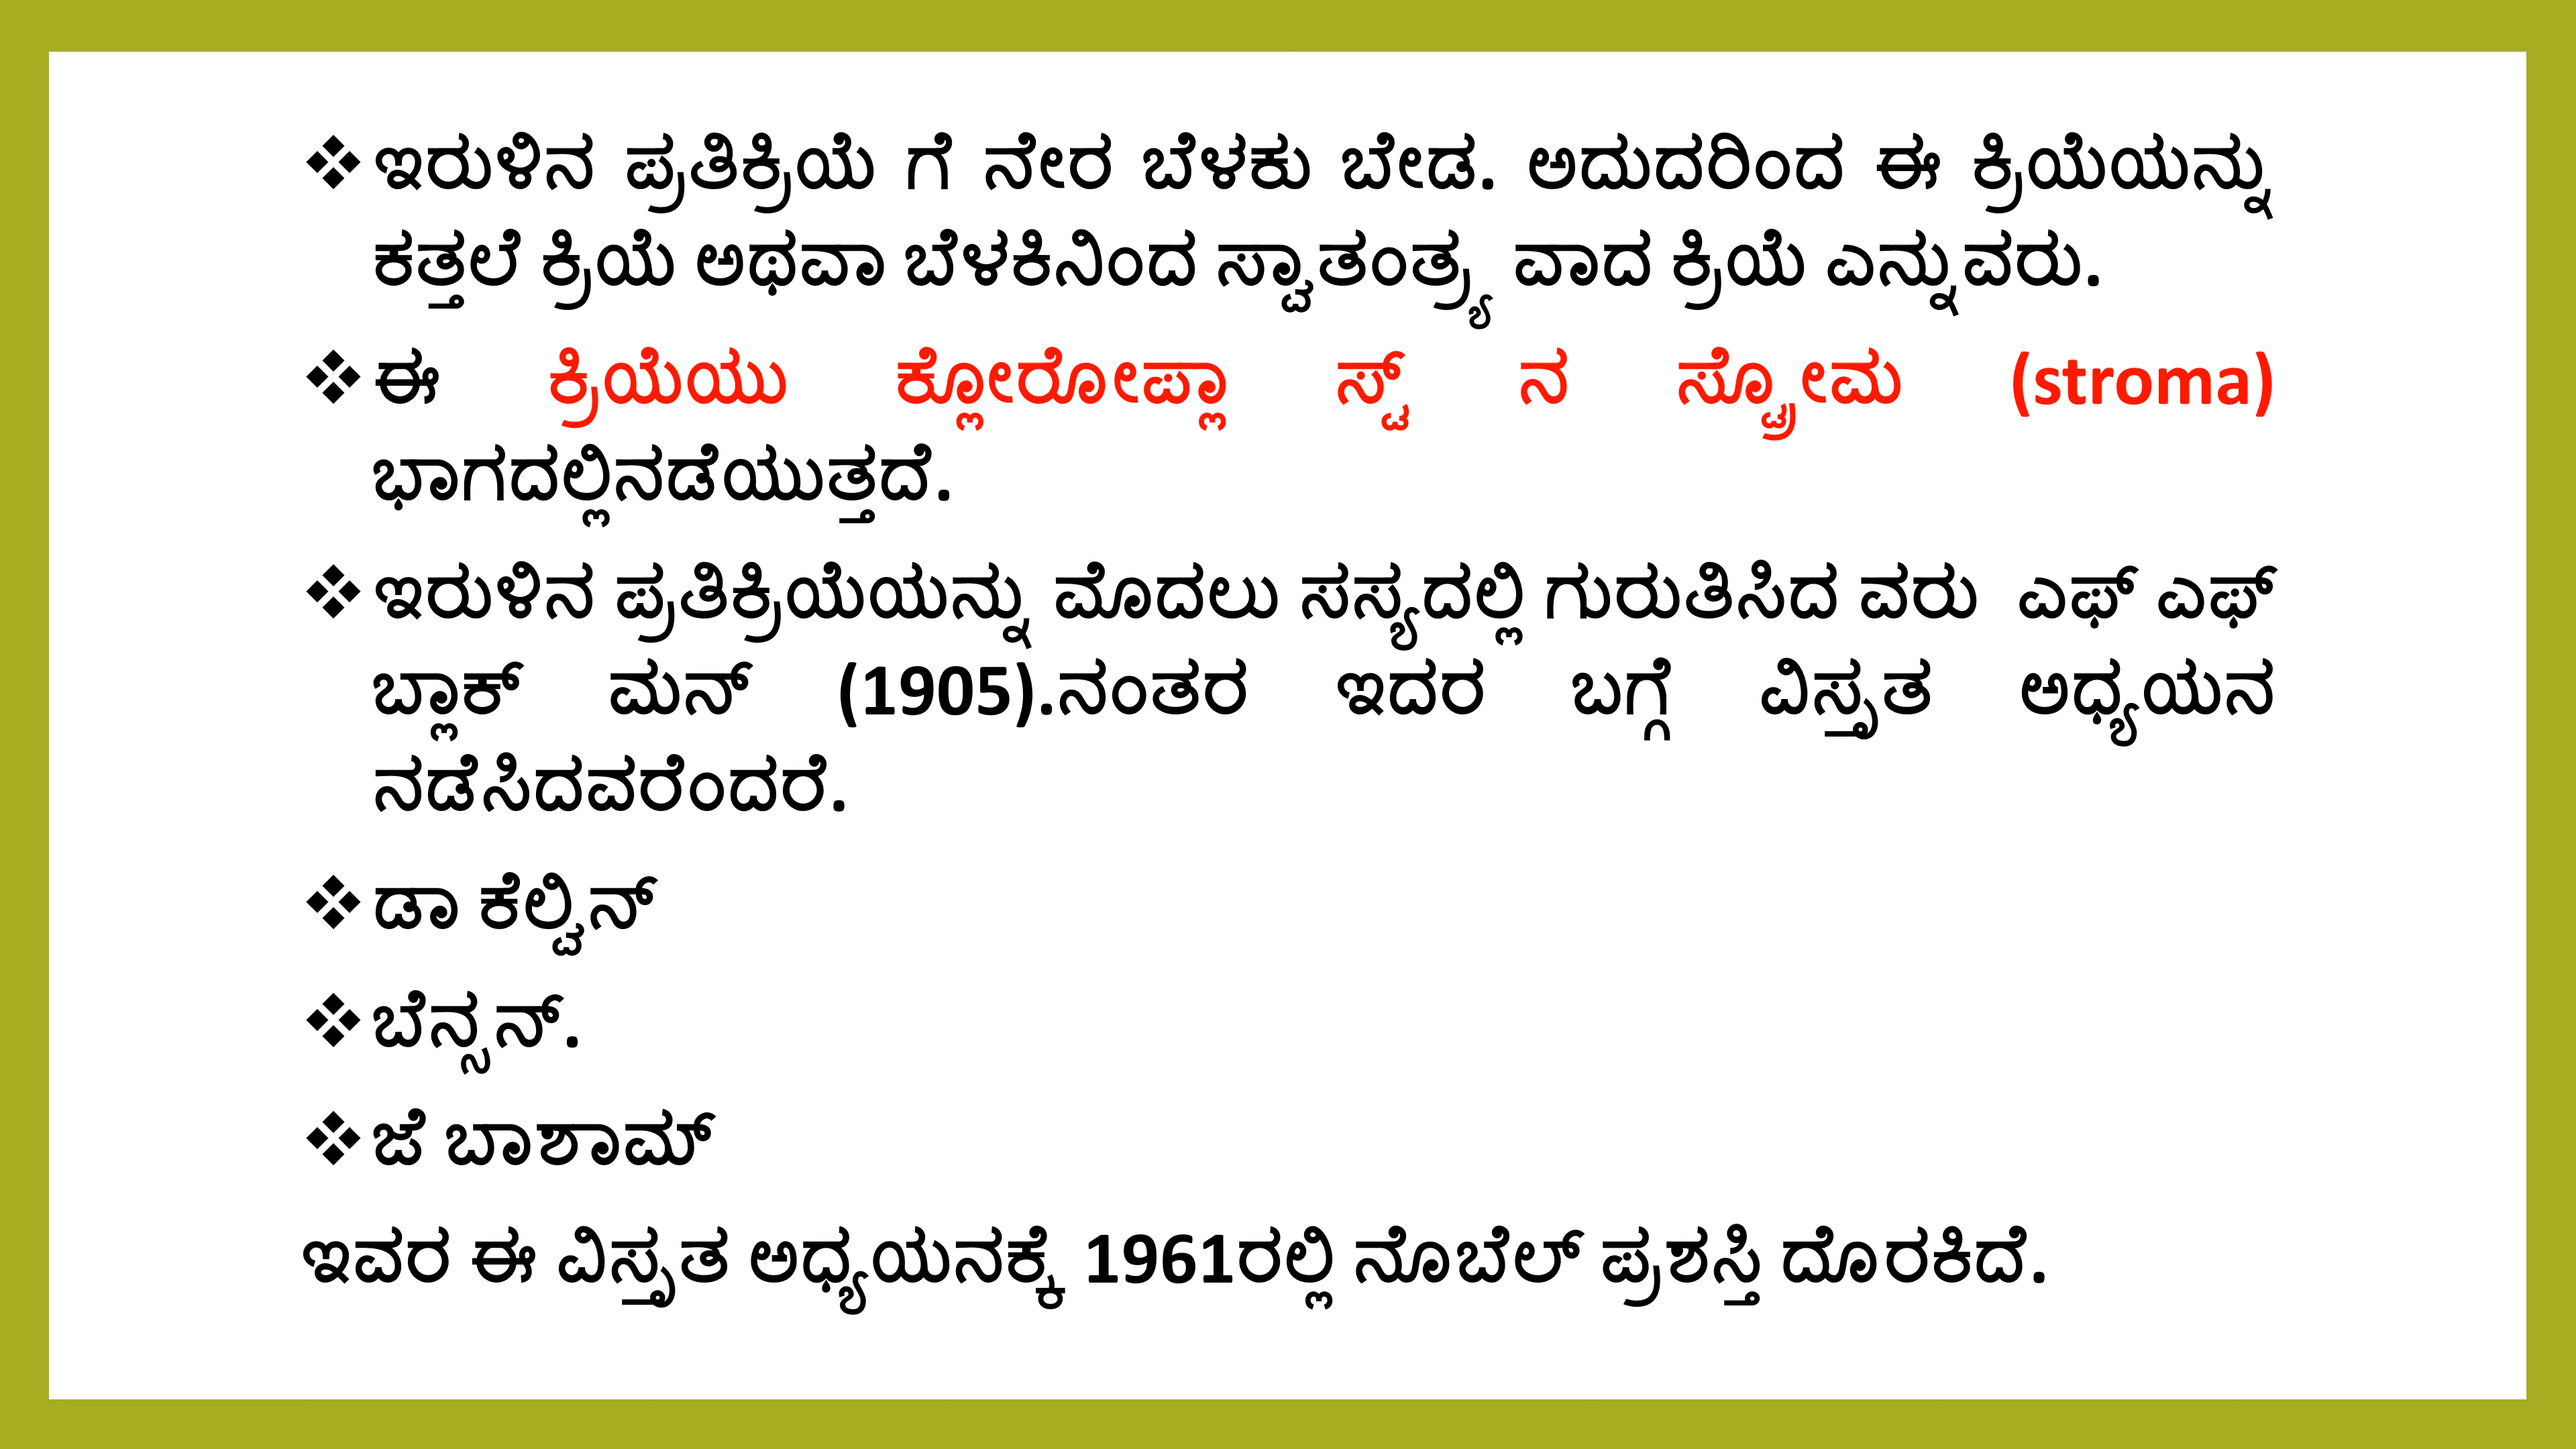 ❖ಇರುಳಿನ ಪ್ರತಿಕ್ರಿಯೆ ಗೆ ನೇರ ಬೆಳಕು ಬೇಡ. ಅದುದರಿಂದ ಈ ಕ್ರಿಯೆಯನ್ನು
ಕತ್ತಲೆ ಕ್ರಿಯೆ ಅಥವಾ ಬೆಳಕಿನಿಂದ ಸ್ವಾತಂತ್ರ್ಯ ವಾದ ಕ್ರಿಯೆ ಎನ್ನುವರು.
❖ಈ ಕ್ರಿಯೆಯು ಕ್ಲೋರೋಪ್ಲಾ ಸ್ಟ್ ನ ಸ್ಟ್ರೋಮ (stroma)
ಭಾಗದಲ್ಲಿನಡೆಯುತ್ತದೆ.
❖ಇರುಳಿನ ಪ್ರತಿಕ್ರಿಯೆಯನ್ನು ಮೊದಲು ಸಸ್ಯದಲ್ಲಿ ಗುರುತಿಸಿದ ವರು ಎಫ್ ಎಫ್
ಬ್ಲಾಕ್ ಮನ್ (1905).ನಂತರ ಇದರ ಬಗ್ಗೆ ವಿಸ್ತೃತ ಅಧ್ಯಯನ
ನಡೆಸಿದವರೆಂದರೆ.
❖ಡಾ ಕೆಲ್ವಿನ್
❖ಬೆನ್ಸನ್.
❖ಜೆ ಬಾಶಾಮ್
ಇವರ ಈ ವಿಸ್ತೃತ ಅಧ್ಯಯನಕ್ಕೆ 1961ರಲ್ಲಿ ನೊಬೆಲ್ ಪ್ರಶಸ್ತಿ ದೊರಕಿದೆ.